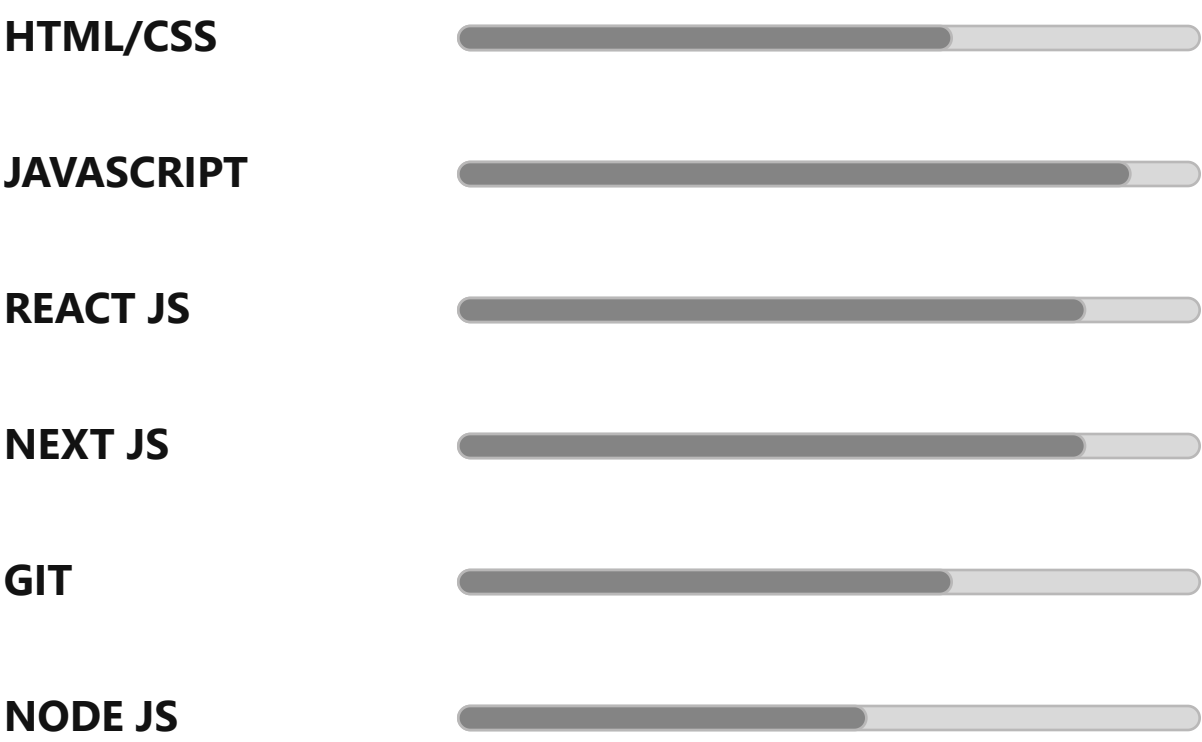 HTML/CSS
JAVASCRIPT
REACT JS
NEXT JS
GIT
NODE JS